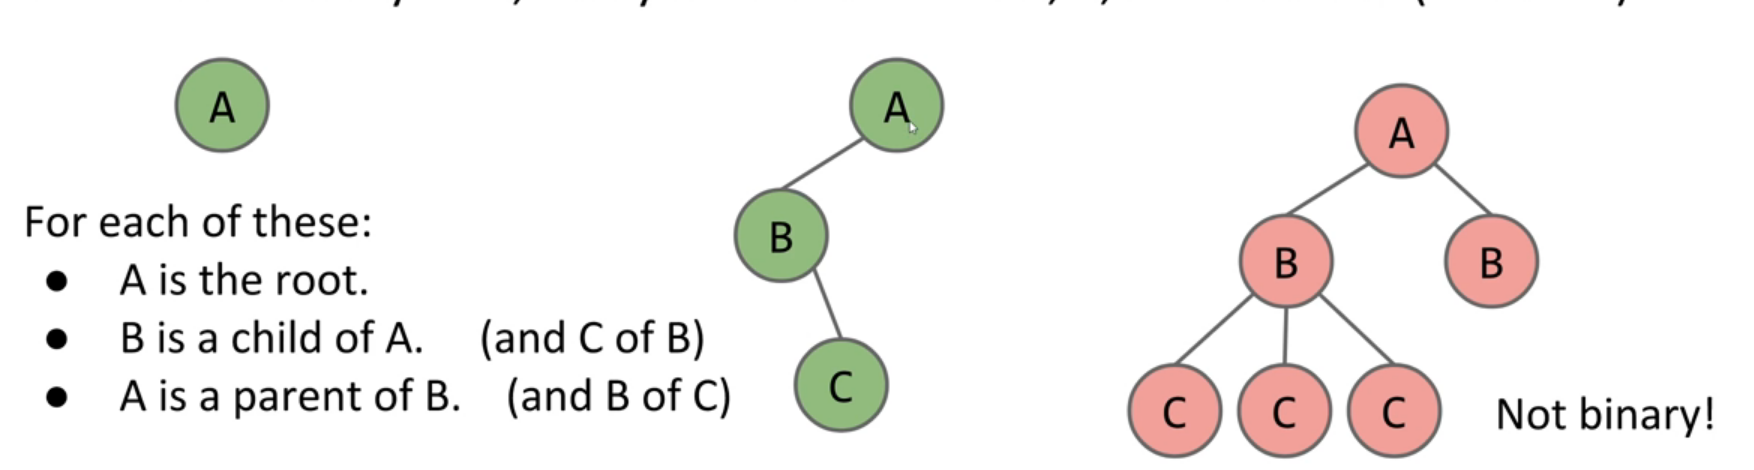 A
For each of these:
● A is the root.
● B is a child of A. (and C of B)
● A is a parent of B. (and B of C)
A
B
C
A
B B
C C C
Not binary!